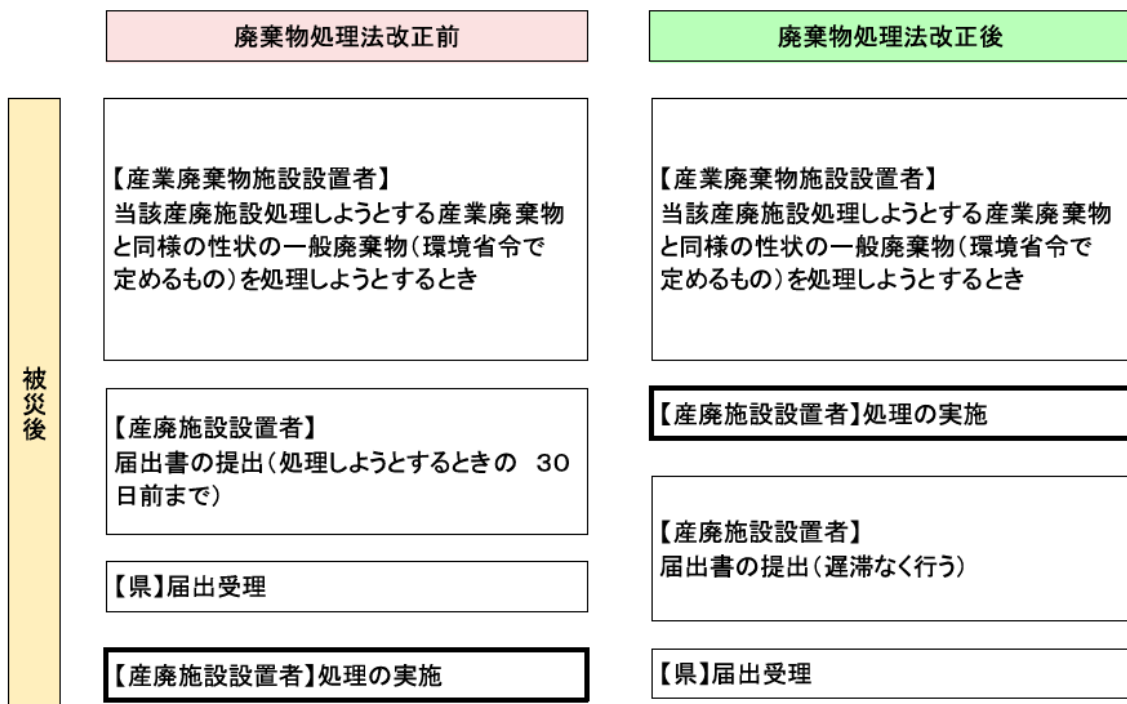 廃棄物処理法改正前
廃棄物処理法改正後
被災後
【産業廃棄物施設設置者】
当該産廃施設処理しようとする産業廃棄物
と同様の性状の一般廃棄物（環境省令で
定めるもの）を処理しようとするとき
【産廃施設設置者】
届出書の提出（処理しようとするときの　３０
日前まで）
【県】届出受理
【産廃施設設置者】処理の実施
【産業廃棄物施設設置者】
当該産廃施設処理しようとする産業廃棄物
と同様の性状の一般廃棄物（環境省令で
定めるもの）を処理しようとするとき
【産廃施設設置者】処理の実施
【産廃施設設置者】
届出書の提出（遅滞なく行う）
【県】届出受理